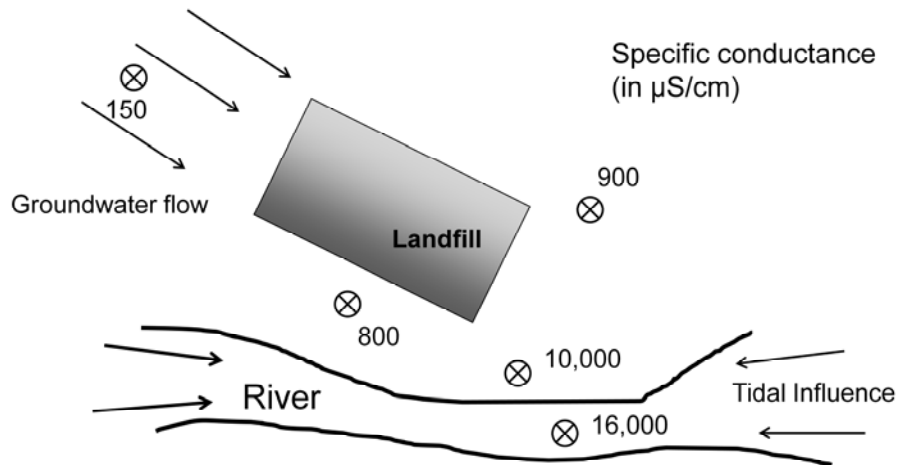 Specific conductance
(in µS/cm)
150
900
Groundwater flow
Landfill
800
10,000
River
Tidal Influence
16,000